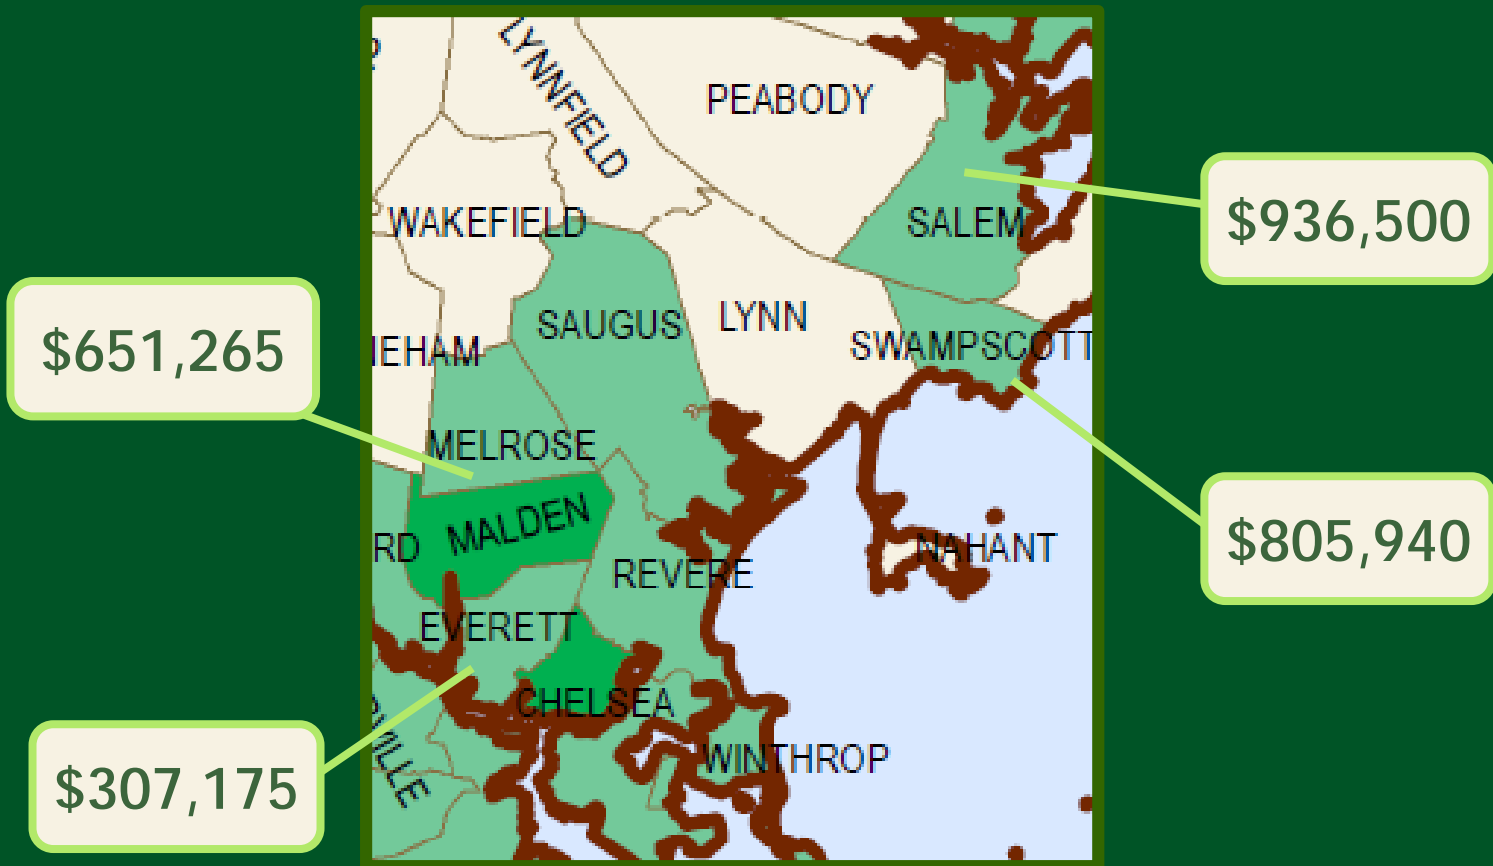 LYNNFIELD
PEABODY
$936,500
WAKEFIELD
SALEM
SAUGUS
LYNN
$651,265
NEHAM
SWAMPSCOTT
MELROSE
MALDEN
RD
NAHANT
$805,940
REVERE
EVERETT
CHELSEA
WINTHROP
VILLE
$307,175